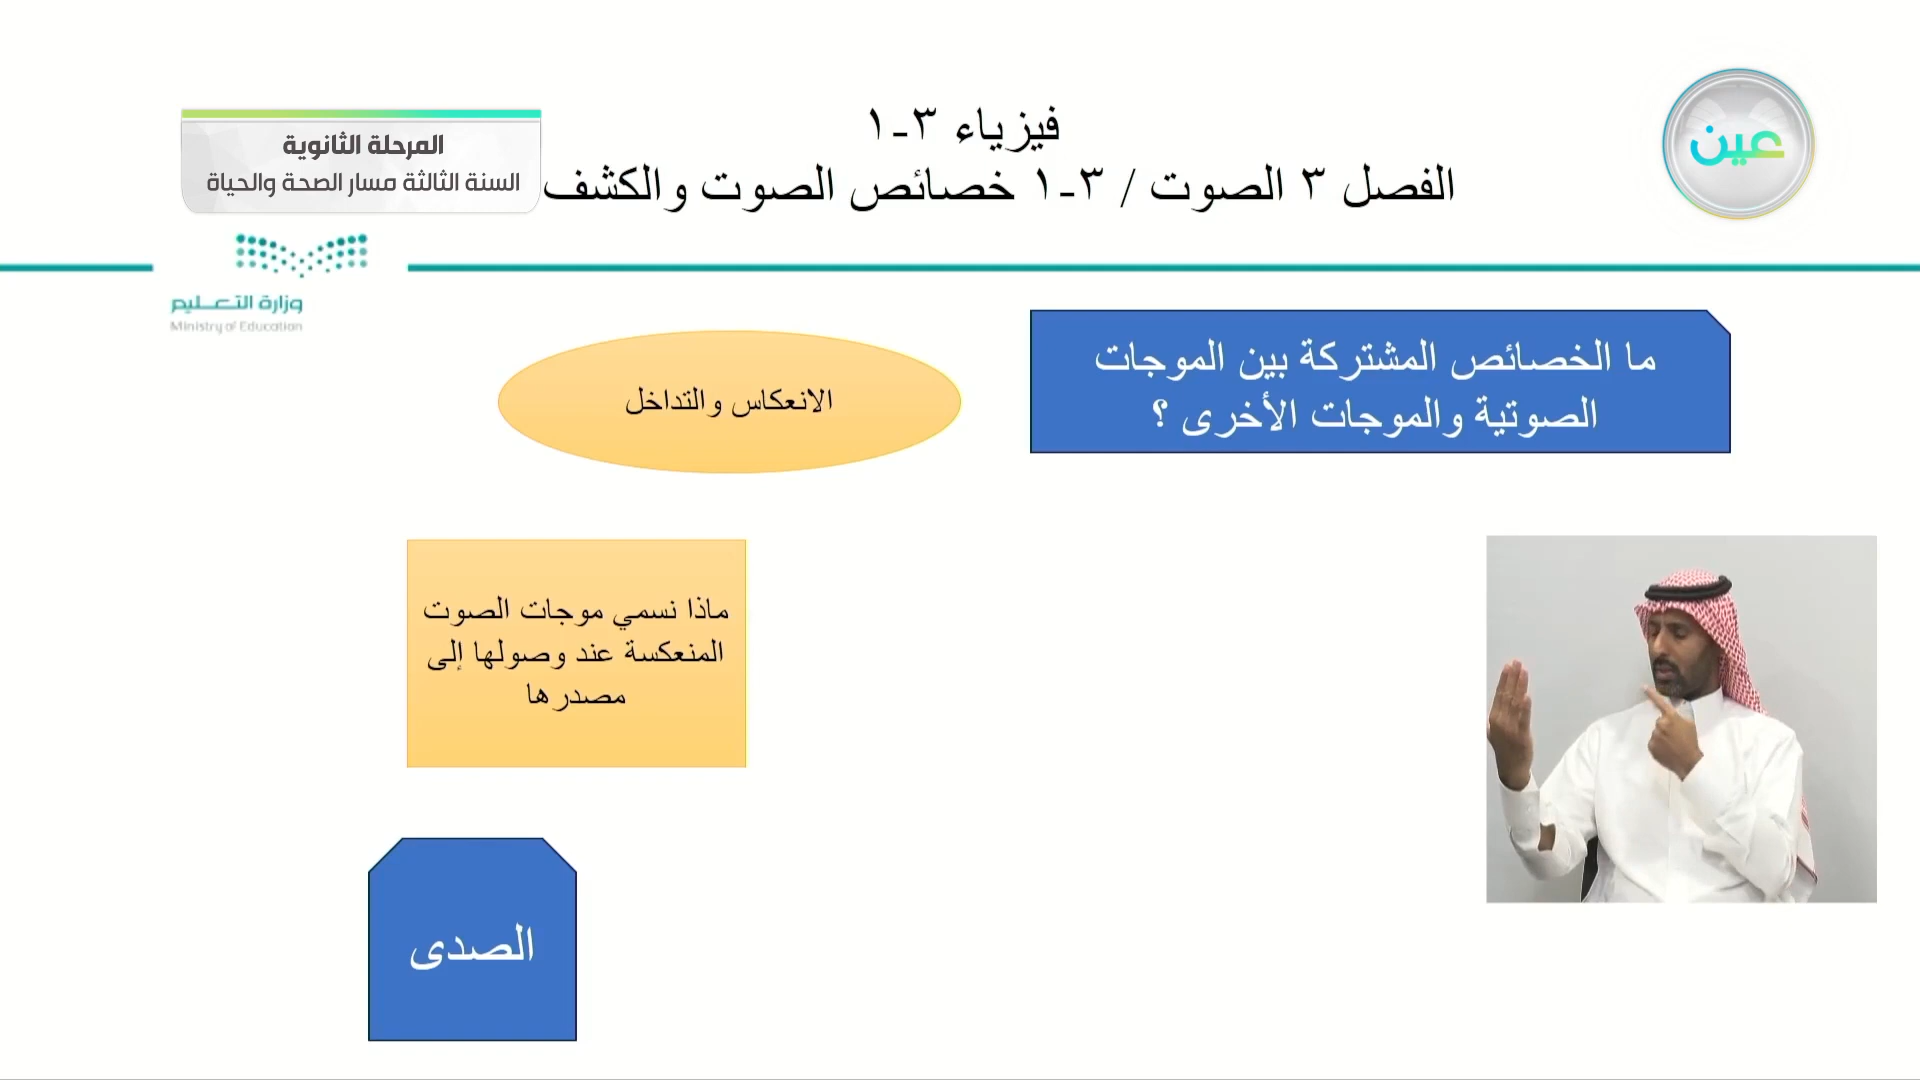 فيزياء ٣-١
الفصل ٣ الصوت / ٣-١ خصائص الصوت والكشف
عين
المرحلة الثانوية
السنة الثالثة مسار الصحة والحياة
وزارة التعليم
Ministry of Education
ما الخصائص المشتركة بين الموجات
الصوتية والموجات الأخرى ؟
الانعكاس والتداخل
ماذا نسمي موجات الصوت
المنعكسة عند وصولها إلى
مصدرها
الصدى